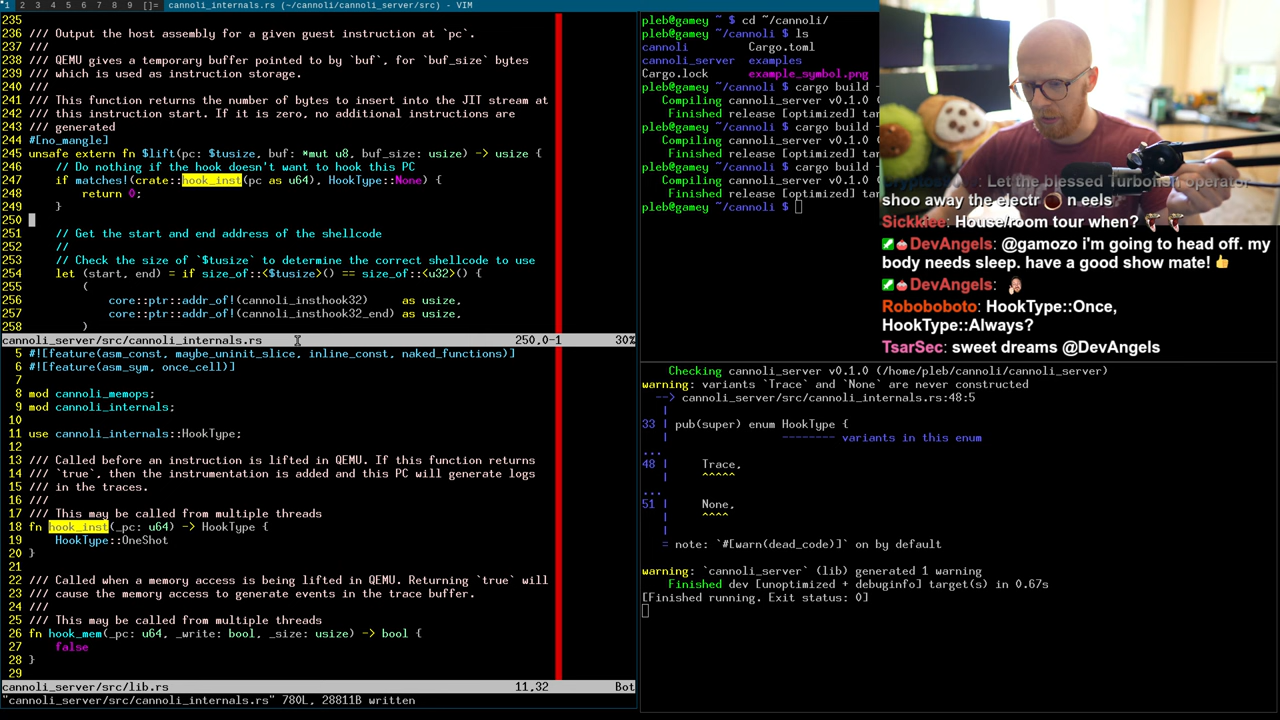 1 2 3 4 5 6 7 8 9 []= cannoli_internals.rs (~/cannoli/cannoli_server/src) - VIM
235
236 /// Output the host assembly for a given guest instruction at `pc`.
237 ///
238 /// QEMU gives a temporary buffer pointed to by `buf`, for `buf_size` bytes
239 /// which is used as instruction storage.
240 ///
241 /// This function returns the number of bytes to insert into the JIT stream at
242 /// this instruction start. If it is zero, no additional instructions are
243 /// generated
244 #[no_mangle]
245 unsafe extern fn $lift(pc: $tusize, buf: *mut u8, buf_size: usize) -> usize {
246     // Do nothing if the hook doesn't want to hook this PC
247     if matches!(crate::hook_inst(pc as u64), HookType::None) {
248         return 0;
249     }
250
251     // Get the start and end address of the shellcode
252     //
253     // Check the size of `$tusize` to determine the correct shellcode to use
254     let (start, end) = if size_of::<$tusize>() == size_of::<u32>() {
255         (
256             core::ptr::addr_of!(cannoli_insthook32)     as usize,
257             core::ptr::addr_of!(cannoli_insthook32_end) as usize,
258         )
cannoli_server/src/cannoli_internals.rs 250,0-1 30%
5 #![feature(asm_const, maybe_uninit_slice, inline_const, naked_functions)]
6 #![feature(asm_sym, once_cell)]
7
8 mod cannoli_memops;
9 mod cannoli_internals;
10
11 use cannoli_internals::HookType;
12
13 /// Called before an instruction is lifted in QEMU. If this function returns
14 /// `true`, then the instrumentation is added and this PC will generate logs
15 /// in the traces.
16 ///
17 /// This may be called from multiple threads
18 fn hook_inst(_pc: u64) -> HookType {
19     HookType::OneShot
20 }
21
22 /// Called when a memory access is being lifted in QEMU. Returning `true` will
23 /// cause the memory access to generate events in the trace buffer.
24 ///
25 /// This may be called from multiple threads
26 fn hook_mem(_pc: u64, _write: bool, _size: usize) -> bool {
27     false
28 }
29
cannoli_server/src/lib.rs 11,32 Bot
"cannoli_server/src/cannoli_internals.rs" 780L, 28811B written
pleb@gamey ~ $ cd ~/cannoli/
pleb@gamey ~/cannoli $ ls
cannoli Cargo.toml
cannoli_server examples
Cargo.lock example_symbol.png
pleb@gamey ~/cannoli $ cargo build -
Compiling cannoli_server v0.1.0 (
Finished release [optimized] tar
pleb@gamey ~/cannoli $ cargo build -
Compiling cannoli_server v0.1.0 (
Finished release [optimized] tar
pleb@gamey ~/cannoli $ cargo build -
Compiling cannoli_server v0.1.0 (
Finished release [optimized] tar
pleb@gamey ~/cannoli $
Let the blessed Turbofish operator
shoo away the electr n eels
Sickkiee: House/room tour when?
DevAngels: @gamozo i'm going to head off. my
body needs sleep. have a good show mate!
DevAngels:
Roboboboto: HookType::Once,
HookType::Always?
TsarSec: sweet dreams @DevAngels
Checking cannoli_server v0.1.0 (/home/pleb/cannoli/cannoli_server)
warning: variants `Trace` and `None` are never constructed
--> cannoli_server/src/cannoli_internals.rs:48:5
|
33 | pub(super) enum HookType {
| -------- variants in this enum
...
48 | Trace,
| ^^^^^
...
51 | None,
| ^^^^
|
= note: `#[warn(dead_code)]` on by default
warning: `cannoli_server` (lib) generated 1 warning
Finished dev [unoptimized + debuginfo] target(s) in 0.67s
[Finished running. Exit status: 0]